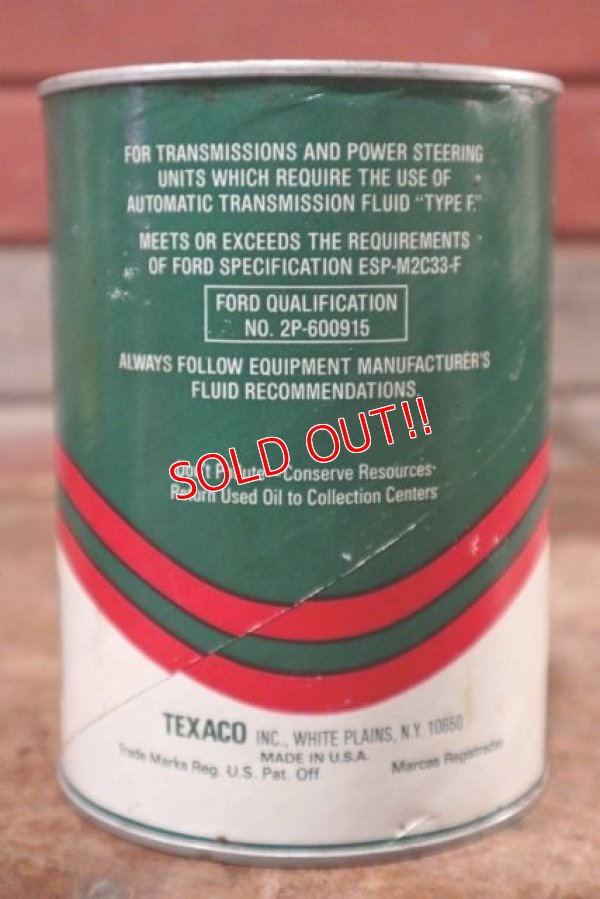 FOR TRANSMISSIONS AND POWER STEERING
UNITS WHICH REQUIRE THE USE OF
AUTOMATIC TRANSMISSION FLUID "TYPE F."
MEETS OR EXCEEDS THE REQUIREMENTS
OF FORD SPECIFICATION ESP-M2C33-F
FORD QUALIFICATION
NO. 2P-600915
ALWAYS FOLLOW EQUIPMENT MANUFACTURER'S
FLUID RECOMMENDATIONS.
SOLD OUT!!
Don't Pollute - Conserve Resources-
Return Used Oil to Collection Centers
TEXACO INC., WHITE PLAINS, N.Y. 10650
MADE IN U.S.A.
Trade Marks Reg. U.S. Pat. Off Marcas Registradas